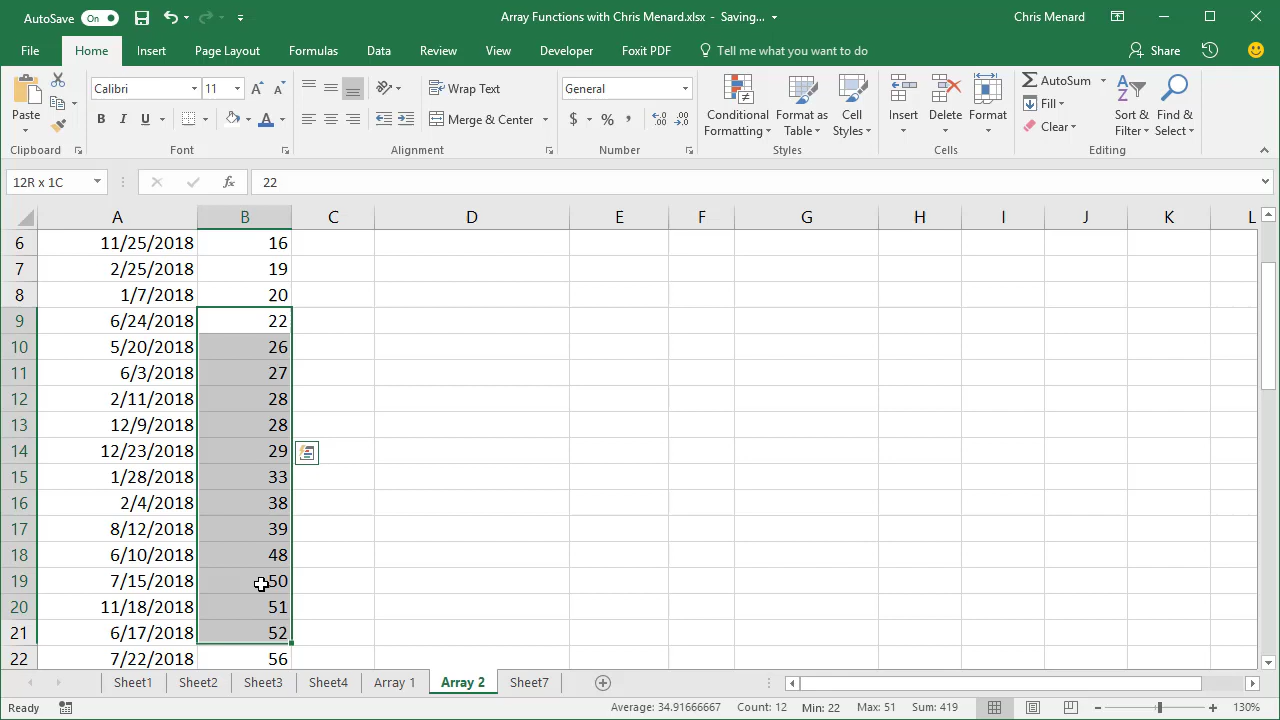 AutoSave On Array Functions with Chris Menard.xlsx - Saving... Chris Menard
File Home Insert Page Layout Formulas Data Review View Developer Foxit PDF Tell me what you want to do Share
Calibri 11 Wrap Text General AutoSum
Paste Conditional Format as Cell Insert Delete Format Fill Sort & Find &
B I U A Merge & Center $ % Formatting Table Styles Clear Filter Select
Clipboard Font Alignment Number Styles Cells Editing
12R x 1C fx 22
A B C D E F G H I J K L
6 11/25/2018 16
7 2/25/2018 19
8 1/7/2018 20
9 6/24/2018 22
10 5/20/2018 26
11 6/3/2018 27
12 2/11/2018 28
13 12/9/2018 28
14 12/23/2018 29
15 1/28/2018 33
16 2/4/2018 38
17 8/12/2018 39
18 6/10/2018 48
19 7/15/2018 50
20 11/18/2018 51
21 6/17/2018 52
22 7/22/2018 56
Sheet1 Sheet2 Sheet3 Sheet4 Array 1 Array 2 Sheet7
Ready Average: 34.91666667 Count: 12 Min: 22 Max: 51 Sum: 419 130%